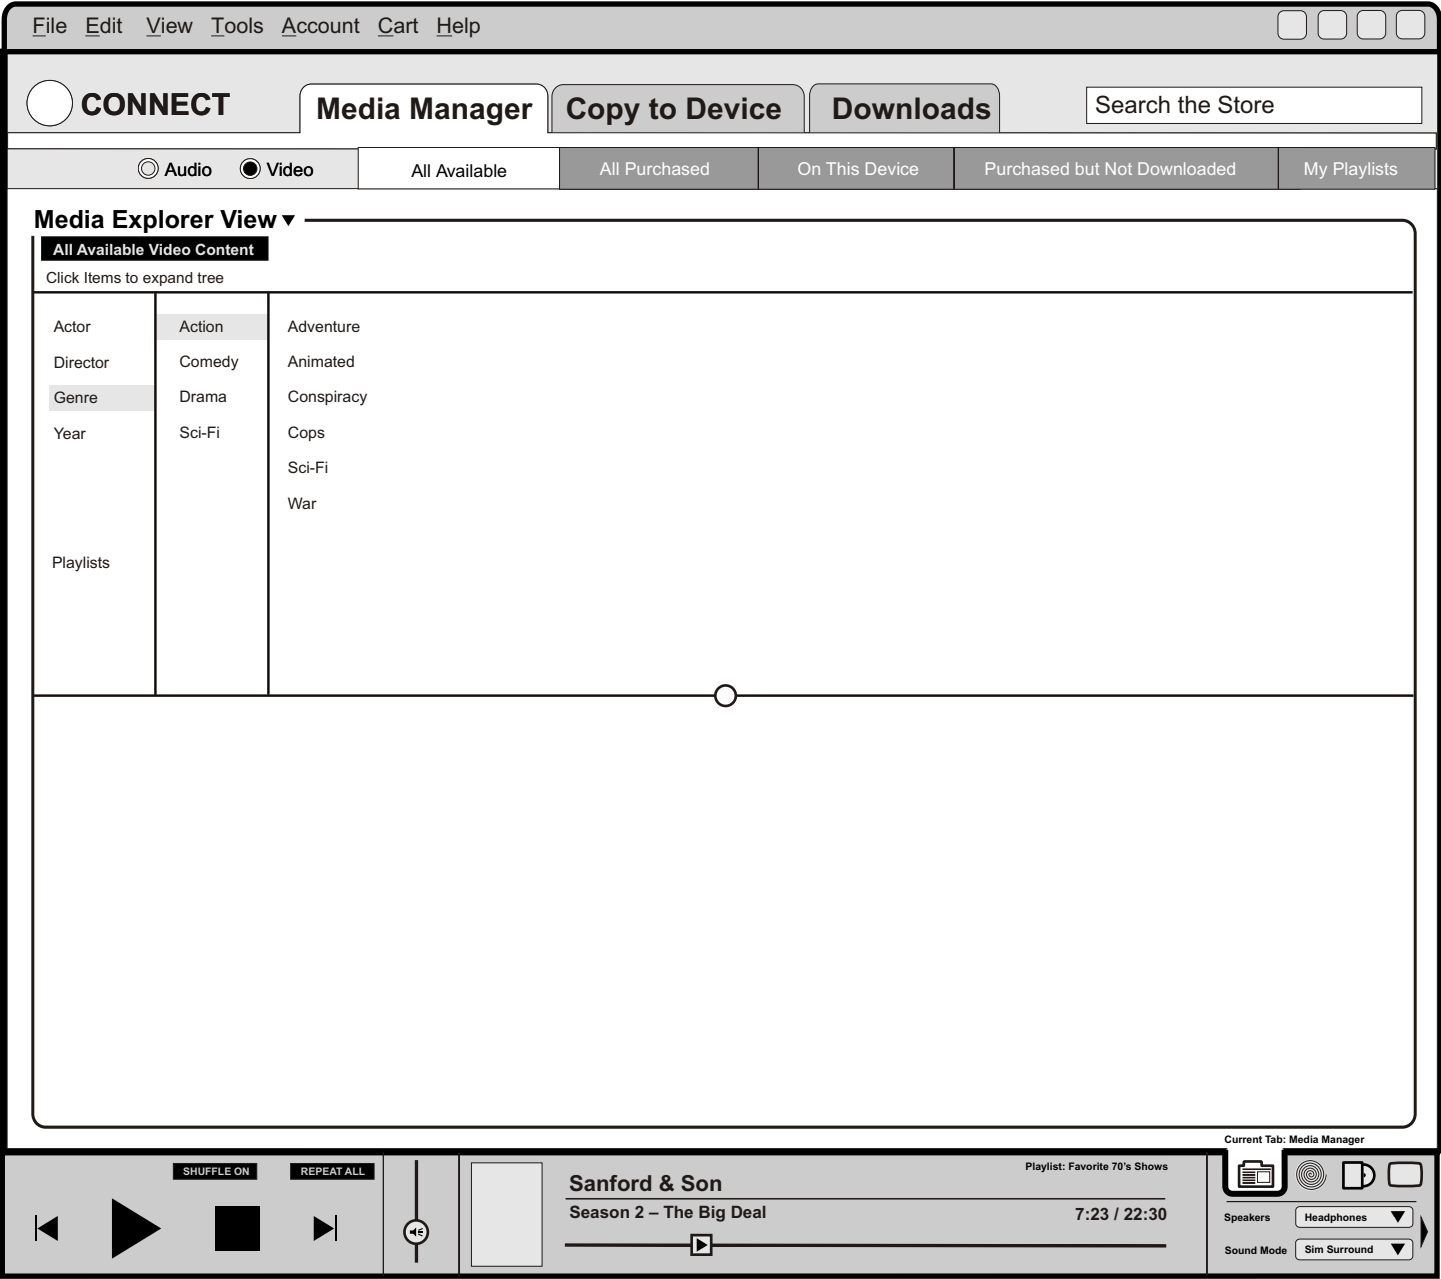 File Edit View Tools Account Cart Help
CONNECT Media Manager Copy to Device Downloads Search the Store
Audio Video All Available All Purchased On This Device Purchased but Not Downloaded My Playlists
Media Explorer View
All Available Video Content
Click Items to expand tree
Actor Action Adventure
Director Comedy Animated
Genre Drama Conspiracy
Year Sci-Fi Cops
Sci-Fi
War
Playlists
Current Tab: Media Manager
SHUFFLE ON REPEAT ALL Playlist: Favorite 70's Shows
Sanford & Son
Season 2 – The Big Deal 7:23 / 22:30
Speakers Headphones
Sound Mode Sim Surround